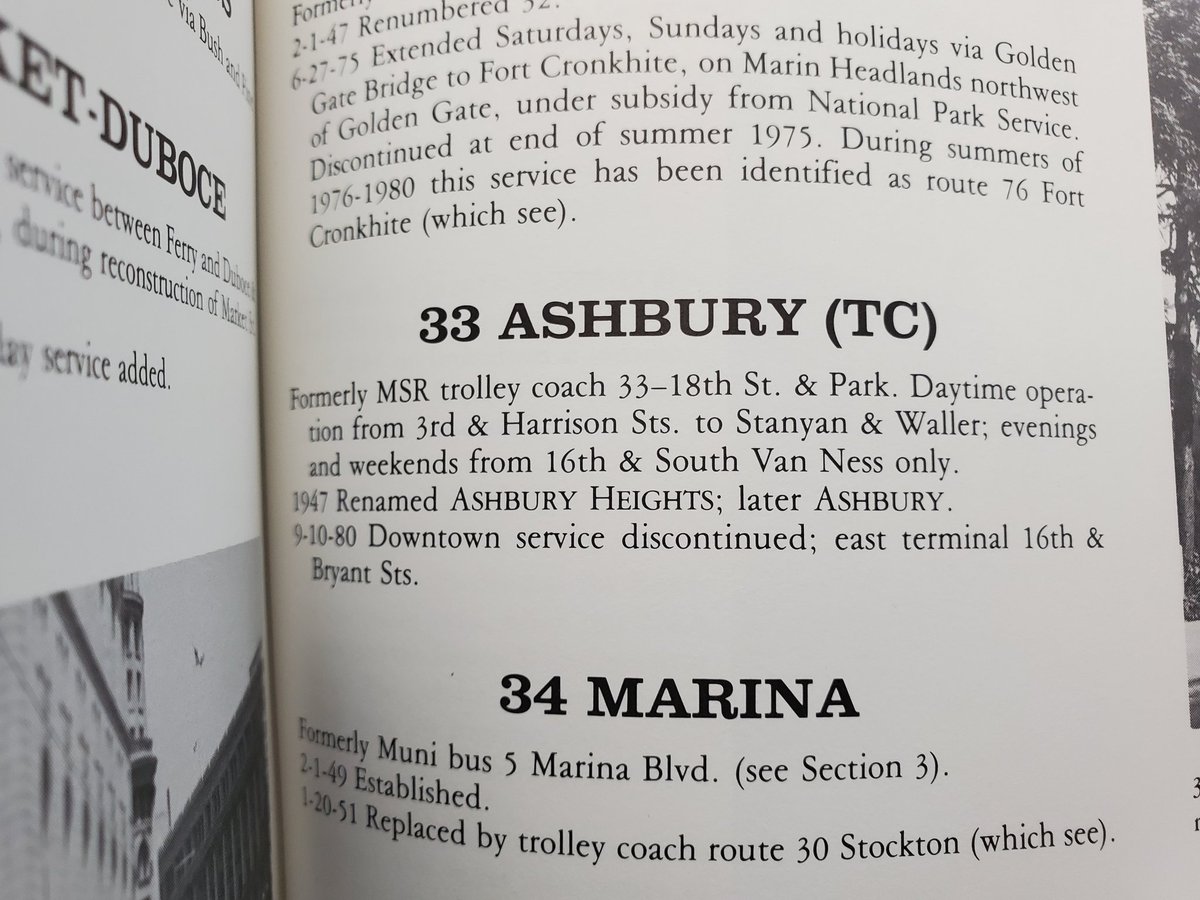 via Bush and
KET-DUBOCE
service between Ferry and Duboce
during reconstruction of Market
day service added.
Formerly
2-1-47 Renumbered 32.
6-27-75 Extended Saturdays, Sundays and holidays via Golden
Gate Bridge to Fort Cronkhite, on Marin Headlands northwest
of Golden Gate, under subsidy from National Park Service.
Discontinued at end of summer 1975. During summers of
1976-1980 this service has been identified as route 76 Fort
Cronkhite (which see).
33 ASHBURY (TC)
Formerly MSR trolley coach 33–18th St. & Park. Daytime opera-
tion from 3rd & Harrison Sts. to Stanyan & Waller; evenings
and weekends from 16th & South Van Ness only.
1947 Renamed ASHBURY HEIGHTS; later ASHBURY.
9-10-80 Downtown service discontinued; east terminal 16th &
Bryant Sts.
34 MARINA
Formerly Muni bus 5 Marina Blvd. (see Section 3).
2-1-49 Established.
1-20-51 Replaced by trolley coach route 30 Stockton (which see).